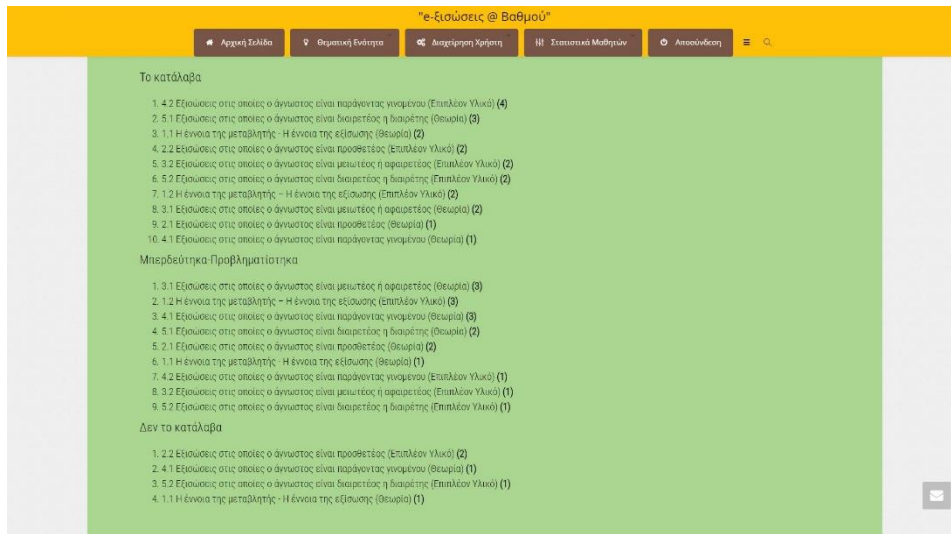 "e-ξισώσεις @ Βαθμού"
Αρχική Σελίδα Θεματική Ενότητα Διαχείρηση Χρήστη Στατιστικά Μαθητών Αποσύνδεση
Το κατάλαβα
1. 4.2 Εξισώσεις στις οποίες ο άγνωστος είναι παράγοντας γινομένου (Επιπλέον Υλικό) (4)
2. 5.1 Εξισώσεις στις οποίες ο άγνωστος είναι διαιρετέος η διαιρέτης (Θεωρία) (3)
3. 1.1 Η έννοια της μεταβλητής - Η έννοια της εξίσωσης (Θεωρία) (2)
4. 2.2 Εξισώσεις στις οποίες ο άγνωστος είναι προσθετέος (Επιπλέον Υλικό) (2)
5. 3.2 Εξισώσεις στις οποίες ο άγνωστος είναι μειωτέος ή αφαιρετέος (Επιπλέον Υλικό) (2)
6. 5.2 Εξισώσεις στις οποίες ο άγνωστος είναι διαιρετέος η διαιρέτης (Επιπλέον Υλικό) (2)
7. 1.2 Η έννοια της μεταβλητής – Η έννοια της εξίσωσης (Επιπλέον Υλικό) (2)
8. 3.1 Εξισώσεις στις οποίες ο άγνωστος είναι μειωτέος ή αφαιρετέος (Θεωρία) (2)
9. 2.1 Εξισώσεις στις οποίες ο άγνωστος είναι προσθετέος (Θεωρία) (1)
10. 4.1 Εξισώσεις στις οποίες ο άγνωστος είναι παράγοντας γινομένου (Θεωρία) (1)
Μπερδεύτηκα-Προβληματίστηκα
1. 3.1 Εξισώσεις στις οποίες ο άγνωστος είναι μειωτέος ή αφαιρετέος (Θεωρία) (3)
2. 1.2 Η έννοια της μεταβλητής – Η έννοια της εξίσωσης (Επιπλέον Υλικό) (3)
3. 4.1 Εξισώσεις στις οποίες ο άγνωστος είναι παράγοντας γινομένου (Θεωρία) (3)
4. 5.1 Εξισώσεις στις οποίες ο άγνωστος είναι διαιρετέος η διαιρέτης (Θεωρία) (2)
5. 2.1 Εξισώσεις στις οποίες ο άγνωστος είναι προσθετέος (Θεωρία) (2)
6. 1.1 Η έννοια της μεταβλητής - Η έννοια της εξίσωσης (Θεωρία) (1)
7. 4.2 Εξισώσεις στις οποίες ο άγνωστος είναι παράγοντας γινομένου (Επιπλέον Υλικό) (1)
8. 3.2 Εξισώσεις στις οποίες ο άγνωστος είναι μειωτέος ή αφαιρετέος (Επιπλέον Υλικό) (1)
9. 5.2 Εξισώσεις στις οποίες ο άγνωστος είναι διαιρετέος η διαιρέτης (Επιπλέον Υλικό) (1)
Δεν το κατάλαβα
1. 2.2 Εξισώσεις στις οποίες ο άγνωστος είναι προσθετέος (Επιπλέον Υλικό) (2)
2. 4.1 Εξισώσεις στις οποίες ο άγνωστος είναι παράγοντας γινομένου (Θεωρία) (1)
3. 5.2 Εξισώσεις στις οποίες ο άγνωστος είναι διαιρετέος η διαιρέτης (Επιπλέον Υλικό) (1)
4. 1.1 Η έννοια της μεταβλητής - Η έννοια της εξίσωσης (Θεωρία) (1)